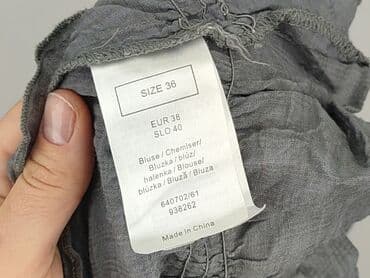 SIZE 36
EUR 36
SLO 40
Bluse / Chemiser/
Bluzka / blůz/
halenka / Blouse/
blúzka / Bluză / Bluza
640702/61
936262
Made in China